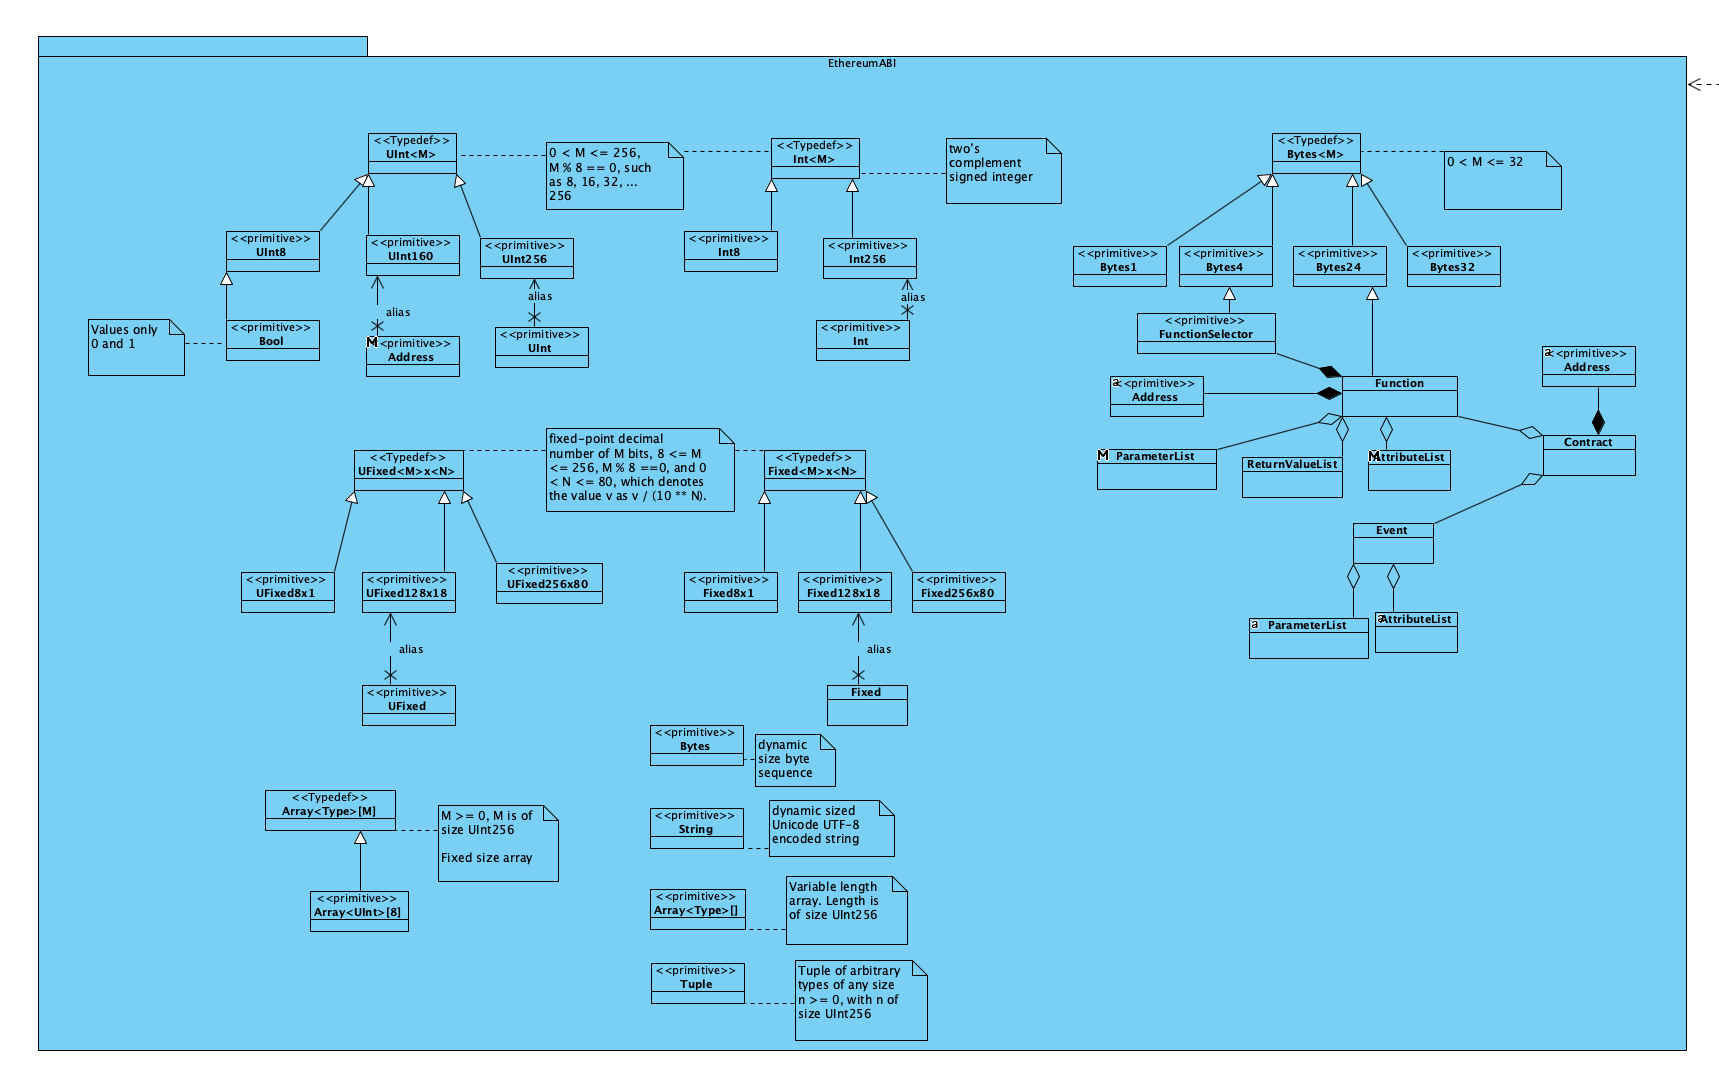 EthereumABI
<<Typedef>>
UInt<M>
0 < M <= 256,
M % 8 == 0, such
as 8, 16, 32, ...
256
<<Typedef>>
Int<M>
two's
complement
signed integer
<<Typedef>>
Bytes<M>
0 < M <= 32
<<primitive>>
UInt8
<<primitive>>
UInt160
<<primitive>>
UInt256
<<primitive>>
Int8
<<primitive>>
Int256
<<primitive>>
Bytes1
<<primitive>>
Bytes4
<<primitive>>
Bytes24
<<primitive>>
Bytes32
alias
alias
alias
Values only
0 and 1
<<primitive>>
Bool
M
<<primitive>>
Address
<<primitive>>
UInt
<<primitive>>
Int
<<primitive>>
FunctionSelector
a
<<primitive>>
Address
Function
a
<<primitive>>
Address
M
ParameterList
ReturnValueList
M
AttributeList
Contract
Event
a
ParameterList
a
AttributeList
<<Typedef>>
UFixed<M>x<N>
fixed-point decimal
number of M bits, 8 <= M
<= 256, M % 8 ==0, and 0
< N <= 80, which denotes
the value v as v / (10 ** N).
<<Typedef>>
Fixed<M>x<N>
<<primitive>>
UFixed8x1
<<primitive>>
UFixed128x18
<<primitive>>
UFixed256x80
<<primitive>>
Fixed8x1
<<primitive>>
Fixed128x18
<<primitive>>
Fixed256x80
alias
alias
<<primitive>>
UFixed
Fixed
<<primitive>>
Bytes
dynamic
size byte
sequence
<<Typedef>>
Array<Type>[M]
M >= 0, M is of
size UInt256
Fixed size array
<<primitive>>
String
dynamic sized
Unicode UTF-8
encoded string
<<primitive>>
Array<UInt>[8]
<<primitive>>
Array<Type>[]
Variable length
array. Length is
of size UInt256
<<primitive>>
Tuple
Tuple of arbitrary
types of any size
n >= 0, with n of
size UInt256